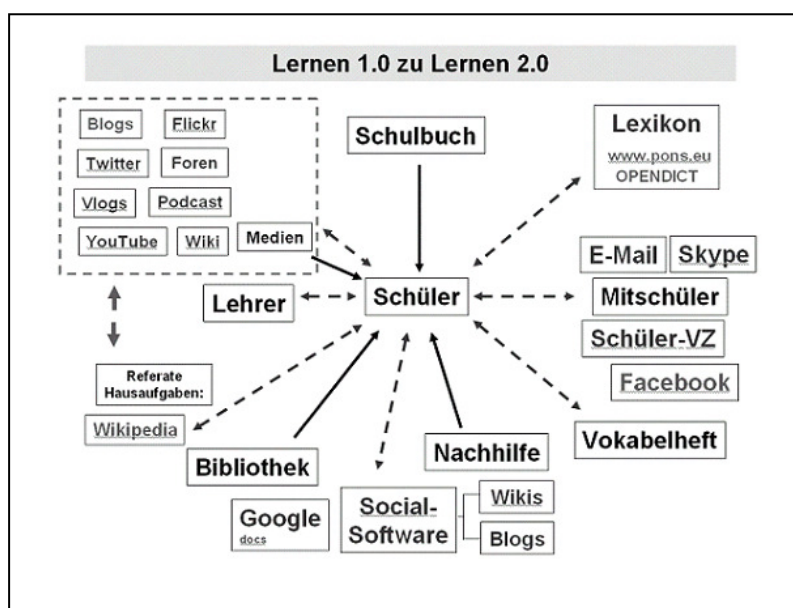 Lernen 1.0 zu Lernen 2.0
Blogs
Flickr
Twitter
Foren
Vlogs
Podcast
YouTube
Wiki
Medien
Schulbuch
Lexikon
www.pons.eu
OPENDICT
E-Mail
Skype
Lehrer
Schüler
Mitschüler
Schüler-VZ
Facebook
Referate
Hausaufgaben:
Wikipedia
Bibliothek
Nachhilfe
Vokabelheft
Google
docs
Social-
Software
Wikis
Blogs